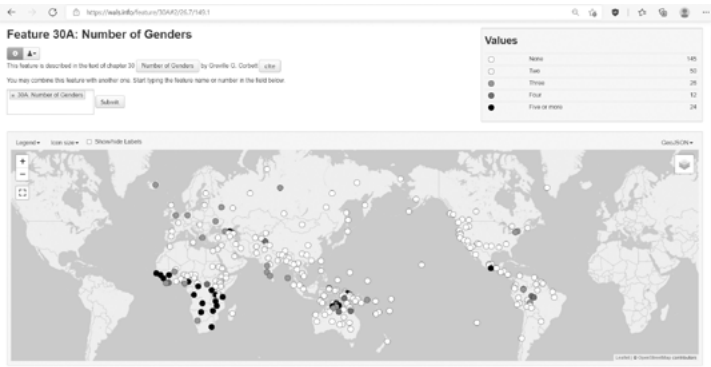 https://wals.info/feature/30A#2/26.7/149.1
Feature 30A: Number of Genders
This feature is described in the text of chapter 30 Number of Genders by Greville G. Corbett cite
You may combine this feature with another one. Start typing the feature name or number in the field below.
× 30A: Number of Genders
Submit
Values
None 145
Two 50
Three 26
Four 12
Five or more 24
Legend
Icon size
Show/hide Labels
GeoJSON
+
−
Leaflet | © OpenStreetMap contributors